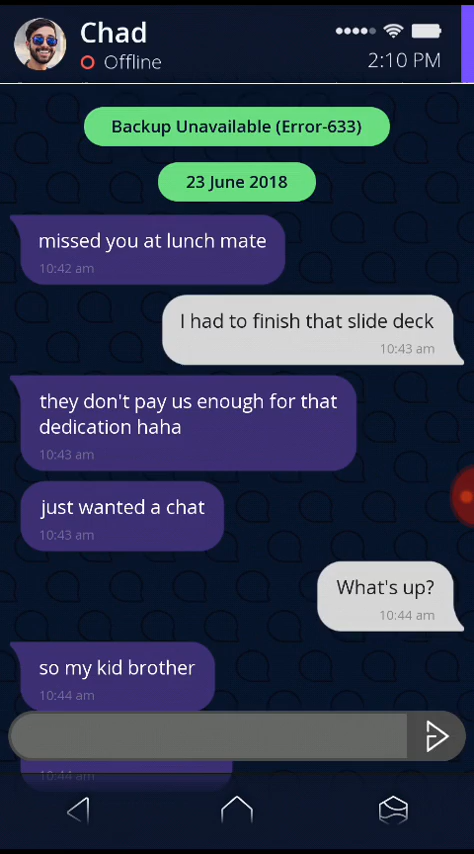 Chad
Offline
2:10 PM
Backup Unavailable (Error-633)
23 June 2018
missed you at lunch mate
10:42 am
I had to finish that slide deck
10:43 am
they don't pay us enough for that
dedication haha
10:43 am
just wanted a chat
10:43 am
What's up?
10:44 am
so my kid brother
10:44 am
10:44 am